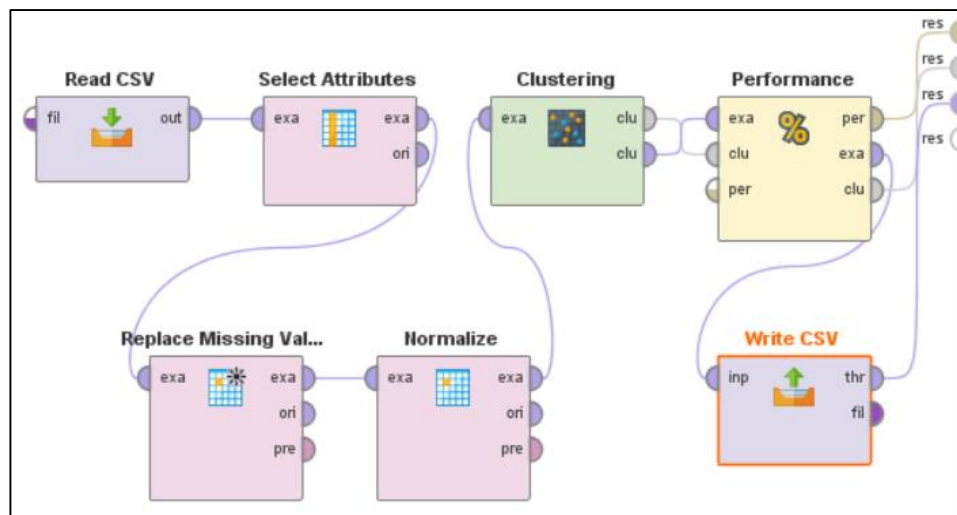 res
res
res
res
Read CSV
fil
out
Select Attributes
exa
exa
ori
Clustering
exa
clu
clu
Performance
%
exa
per
clu
exa
per
clu
Replace Missing Val...
exa
exa
ori
pre
Normalize
exa
exa
ori
pre
Write CSV
inp
thr
fil